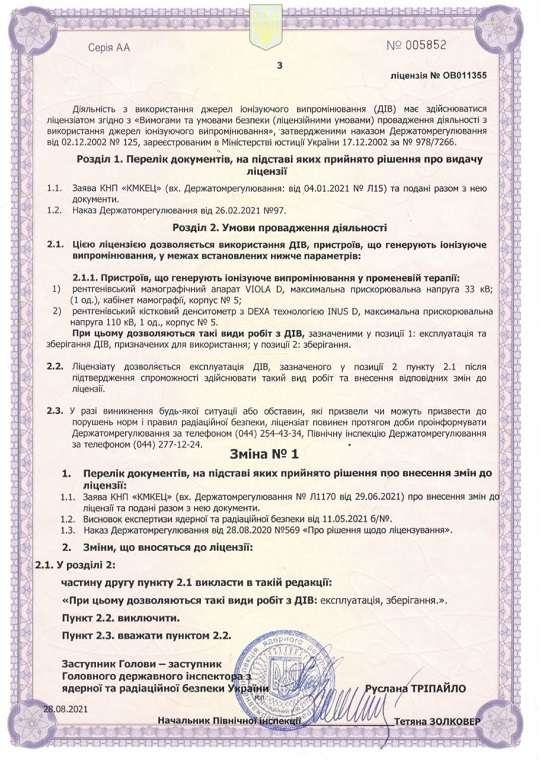 Серія АА
№ 005852
3
ліцензія № ОВ011355
Діяльність з використання джерел іонізуючого випромінювання (ДІВ) має здійснюватися
ліцензіатом згідно з «Вимогами та умовами безпеки (ліцензійними умовами) провадження діяльності з
використання джерел іонізуючого випромінювання», затвердженими наказом Держатомрегулювання
від 02.12.2002 № 125, зареєстрованим в Міністерстві юстиції України 17.12.2002 за № 978/7266.
Розділ 1. Перелік документів, на підставі яких прийнято рішення про видачу
ліцензії
1.1. Заява КНП «КМКЕЦ» (вх. Держатомрегулювання: від 04.01.2021 № Л15) та подані разом з нею
документи.
1.2. Наказ Держатомрегулювання від 26.02.2021 №97.
Розділ 2. Умови провадження діяльності
2.1. Цією ліцензією дозволяється використання ДІВ, пристроїв, що генерують іонізуюче
випромінювання, у межах встановлених нижче параметрів:
2.1.1. Пристроїв, що генерують іонізуюче випромінювання у променевій терапії:
1) рентгенівський мамографічний апарат VIOLA D, максимальна прискорювальна напруга 33 кВ;
(1 од.), кабінет мамографії, корпус № 5;
2) рентгенівський кістковий денситометр з DEXA технологією INUS D, максимальна прискорювальна
напруга 110 кВ, 1 од., корпус № 5.
При цьому дозволяються такі види робіт з ДІВ, зазначеними у позиції 1: експлуатація та
зберігання ДІВ, призначених для використання; у позиції 2: зберігання.
2.2. Ліцензіату дозволяється експлуатація ДІВ, зазначеного у позиції 2 пункту 2.1 після
підтвердження спроможності здійснювати такий вид робіт та внесення відповідних змін до
ліцензії.
2.3. У разі виникнення будь-якої ситуації або обставин, які призвели чи можуть призвести до
порушень норм і правил радіаційної безпеки, ліцензіат повинен протягом доби проінформувати
Держатомрегулювання за телефоном (044) 254-43-34, Північну інспекцію Держатомрегулювання
за телефоном (044) 277-12-24.
Зміна № 1
1. Перелік документів, на підставі яких прийнято рішення про внесення змін до
ліцензії:
1.1. Заява КНП «КМКЕЦ» (вх. Держатомрегулювання № Л1170 від 29.06.2021) про внесення змін до
ліцензії та подані разом з нею документи.
1.2. Висновок експертизи ядерної та радіаційної безпеки від 11.05.2021 б/№.
1.3. Наказ Держатомрегулювання від 28.08.2020 №569 «Про рішення щодо ліцензування».
2. Зміни, що вносяться до ліцензії:
2.1. У розділі 2:
частину другу пункту 2.1 викласти в такій редакції:
«При цьому дозволяються такі види робіт з ДІВ: експлуатація, зберігання.».
Пункт 2.2. виключити.
Пункт 2.3. вважати пунктом 2.2.
Заступник Голови – заступник
Головного державного інспектора з
ядерної та радіаційної безпеки України
м.п.
Руслана ТРІПАЙЛО
28.08.2021
Начальник Північної інспекції
Тетяна ЗОЛКОВЕР